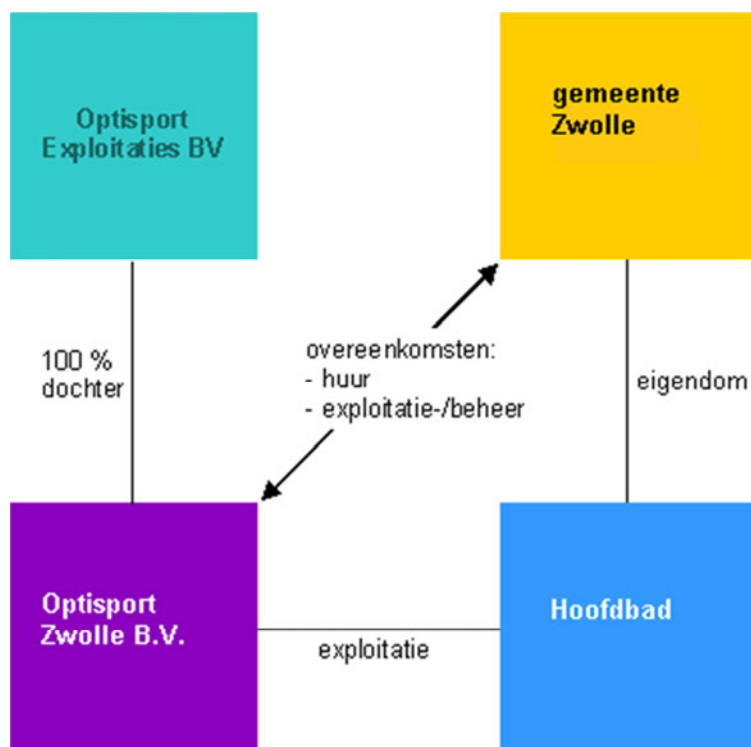 Optisport
Exploitaties BV
gemeente
Zwolle
100 %
dochter
overeenkomsten:
- huur
- exploitatie-/beheer
eigendom
Optisport
Zwolle B.V.
exploitatie
Hoofdbad